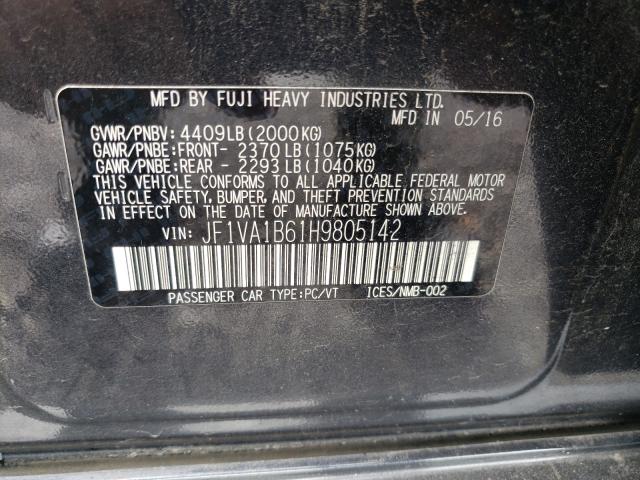 MFD BY FUJI HEAVY INDUSTRIES LTD.
MFD IN 05/16
GVWR/PNBV: 4409LB(2000KG)
GAWR/PNBE:FRONT- 2370LB(1075KG)
GAWR/PNBE:REAR - 2293LB(1040KG)
THIS VEHICLE CONFORMS TO ALL APPLICABLE FEDERAL MOTOR
VEHICLE SAFETY, BUMPER, AND THEFT PREVENTION STANDARDS
IN EFFECT ON THE DATE OF MANUFACTURE SHOWN ABOVE.
VIN: JF1VA1B61H9805142
PASSENGER CAR TYPE:PC/VT ICES/NMB-002